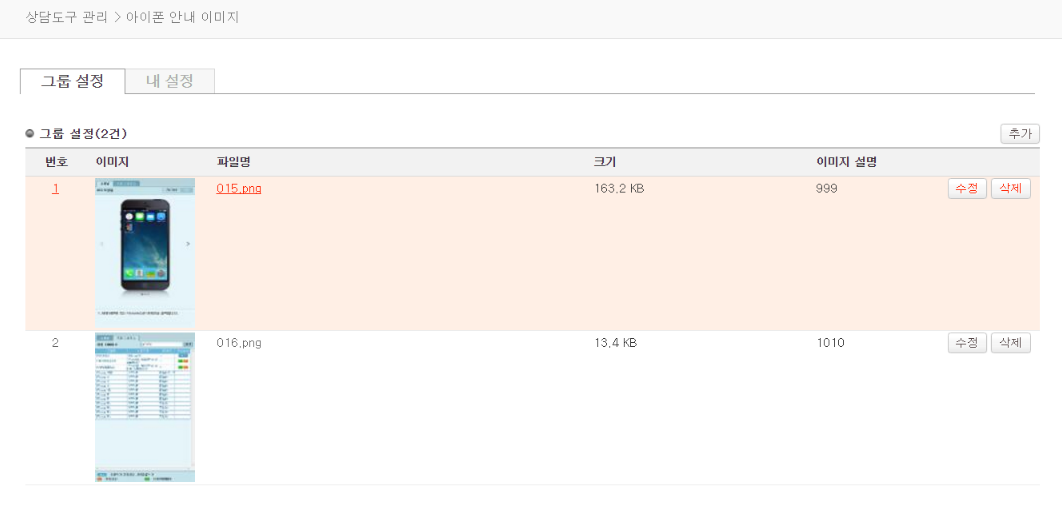 상담도구 관리 > 아이폰 안내 이미지
그룹 설정 내 설정
그룹 설정(2건) 추가
번호 이미지 파일명 크기 이미지 설명
1 015.png 163.2 KB 999 수정 삭제
2 016.png 13.4 KB 1010 수정 삭제